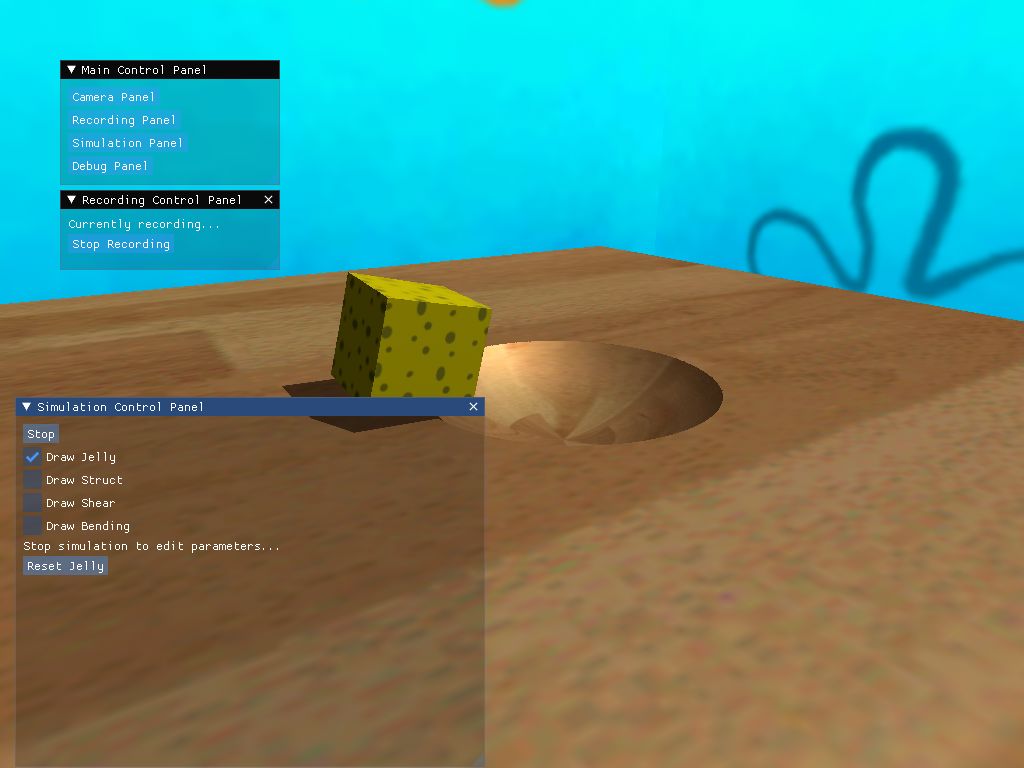 Main Control Panel
Camera Panel
Recording Panel
Simulation Panel
Debug Panel
Recording Control Panel
Currently recording...
Stop Recording
Simulation Control Panel
Stop
Draw Jelly
Draw Struct
Draw Shear
Draw Bending
Stop simulation to edit parameters...
Reset Jelly